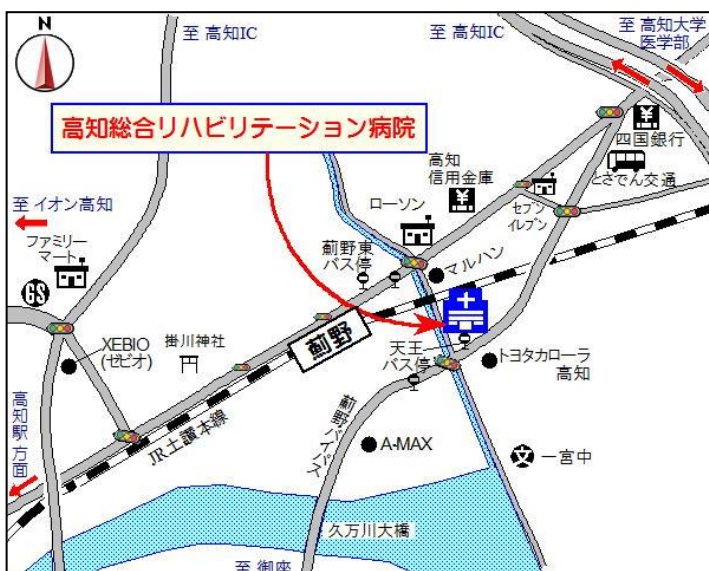 N
至 高知IC
至 高知IC
至 高知大学
医学部
高知総合リハビリテーション病院
高知
信用金庫
四国銀行
とさでん交通
セブン
イレブン
ローソン
至 イオン高知
ファミリー
マート
GS
薊野東
バス停
マルハン
XEBIO
(ゼビオ)
掛川神社
薊野
天王
バス停
トヨタカローラ
高知
高知駅 方面
JR土讃本線
薊野バイパス
A-MAX
文
一宮中
久万川大橋
至 御座